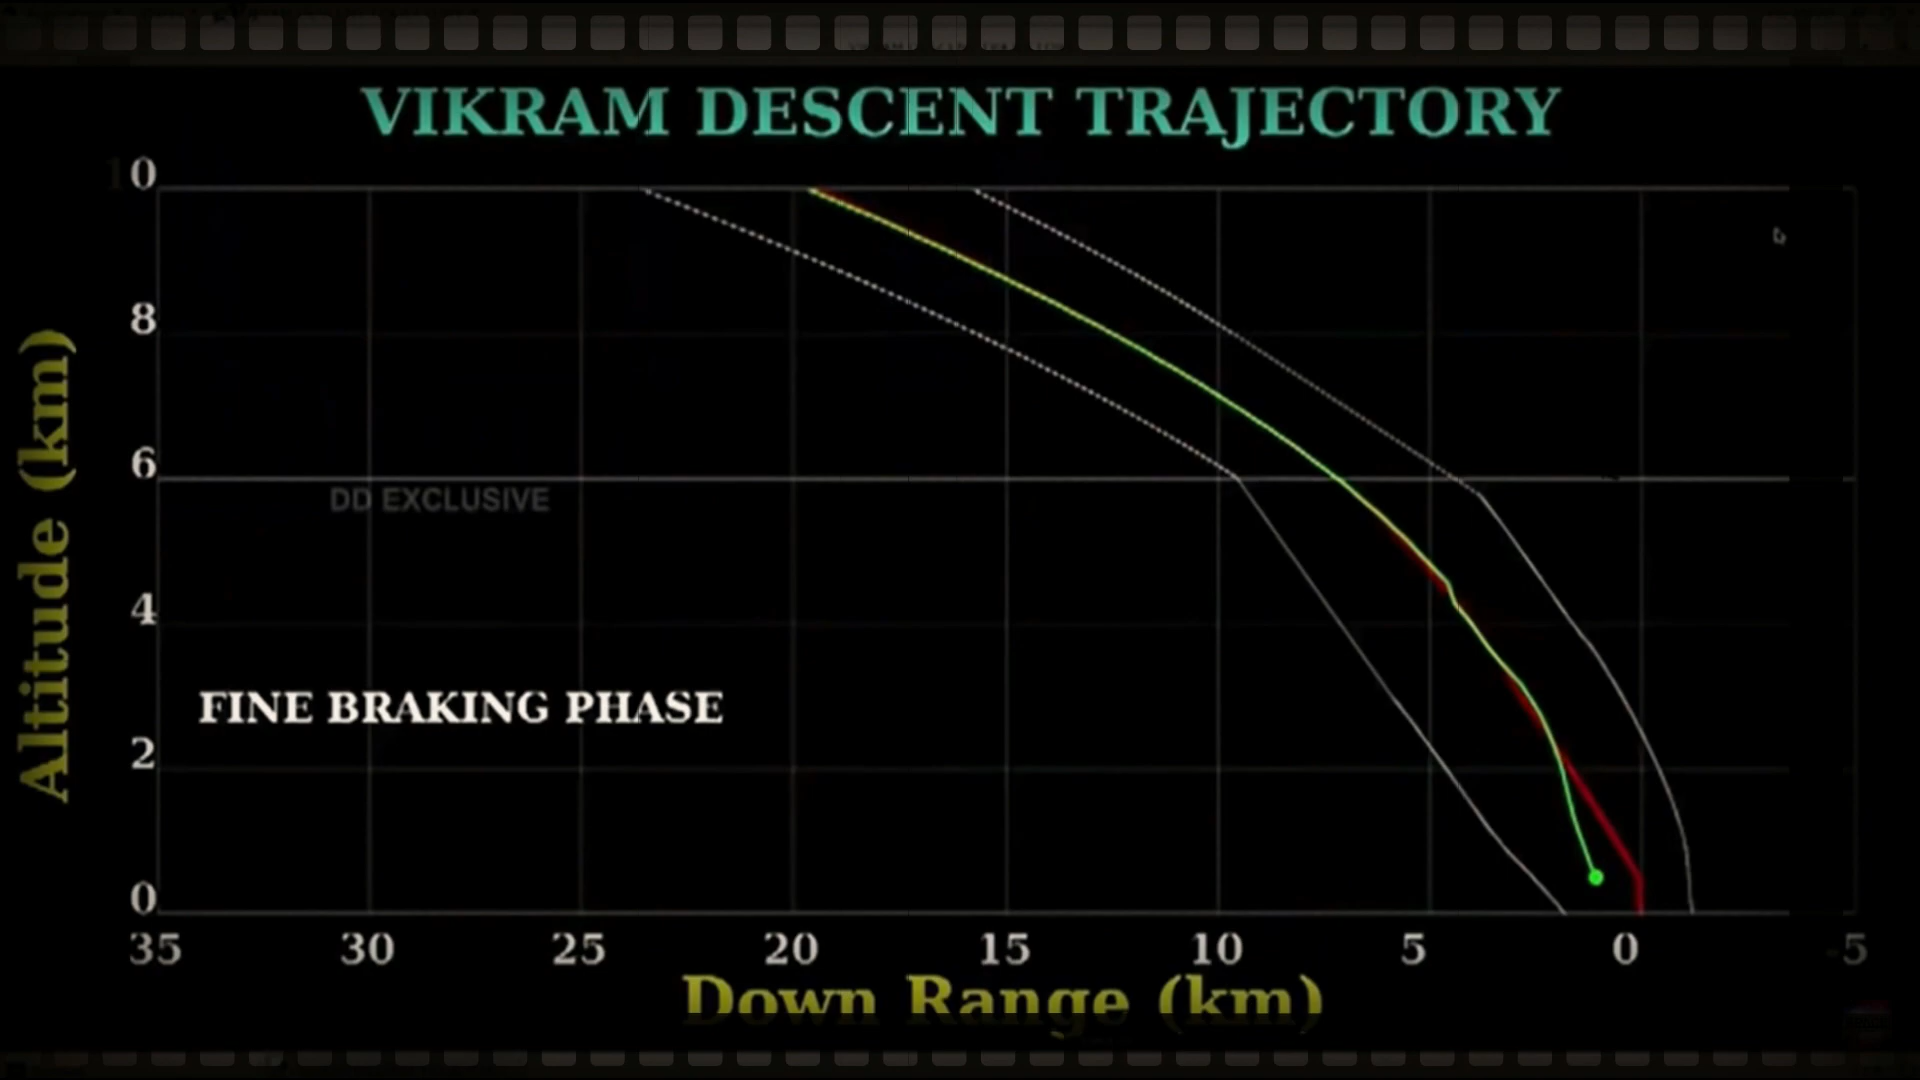 VIKRAM DESCENT TRAJECTORY
10
8
6
DD EXCLUSIVE
4
FINE BRAKING PHASE
2
0
35 30 25 20 15 10 5 0 -5
Altitude (km)
Down Range (km)